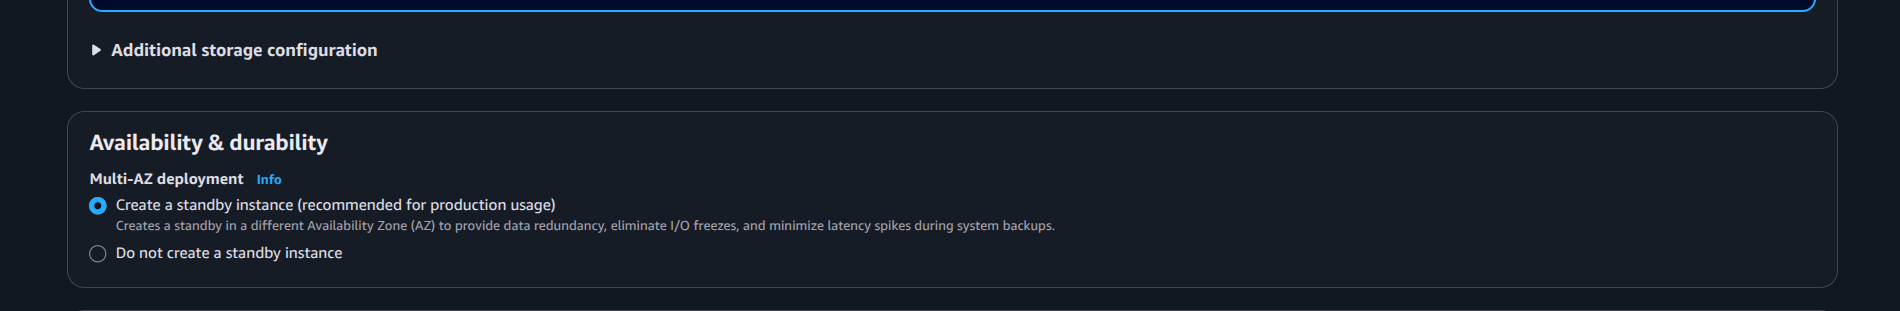 Additional storage configuration
Availability & durability
Multi-AZ deployment Info
Create a standby instance (recommended for production usage)
Creates a standby in a different Availability Zone (AZ) to provide data redundancy, eliminate I/O freezes, and minimize latency spikes during system backups.
Do not create a standby instance